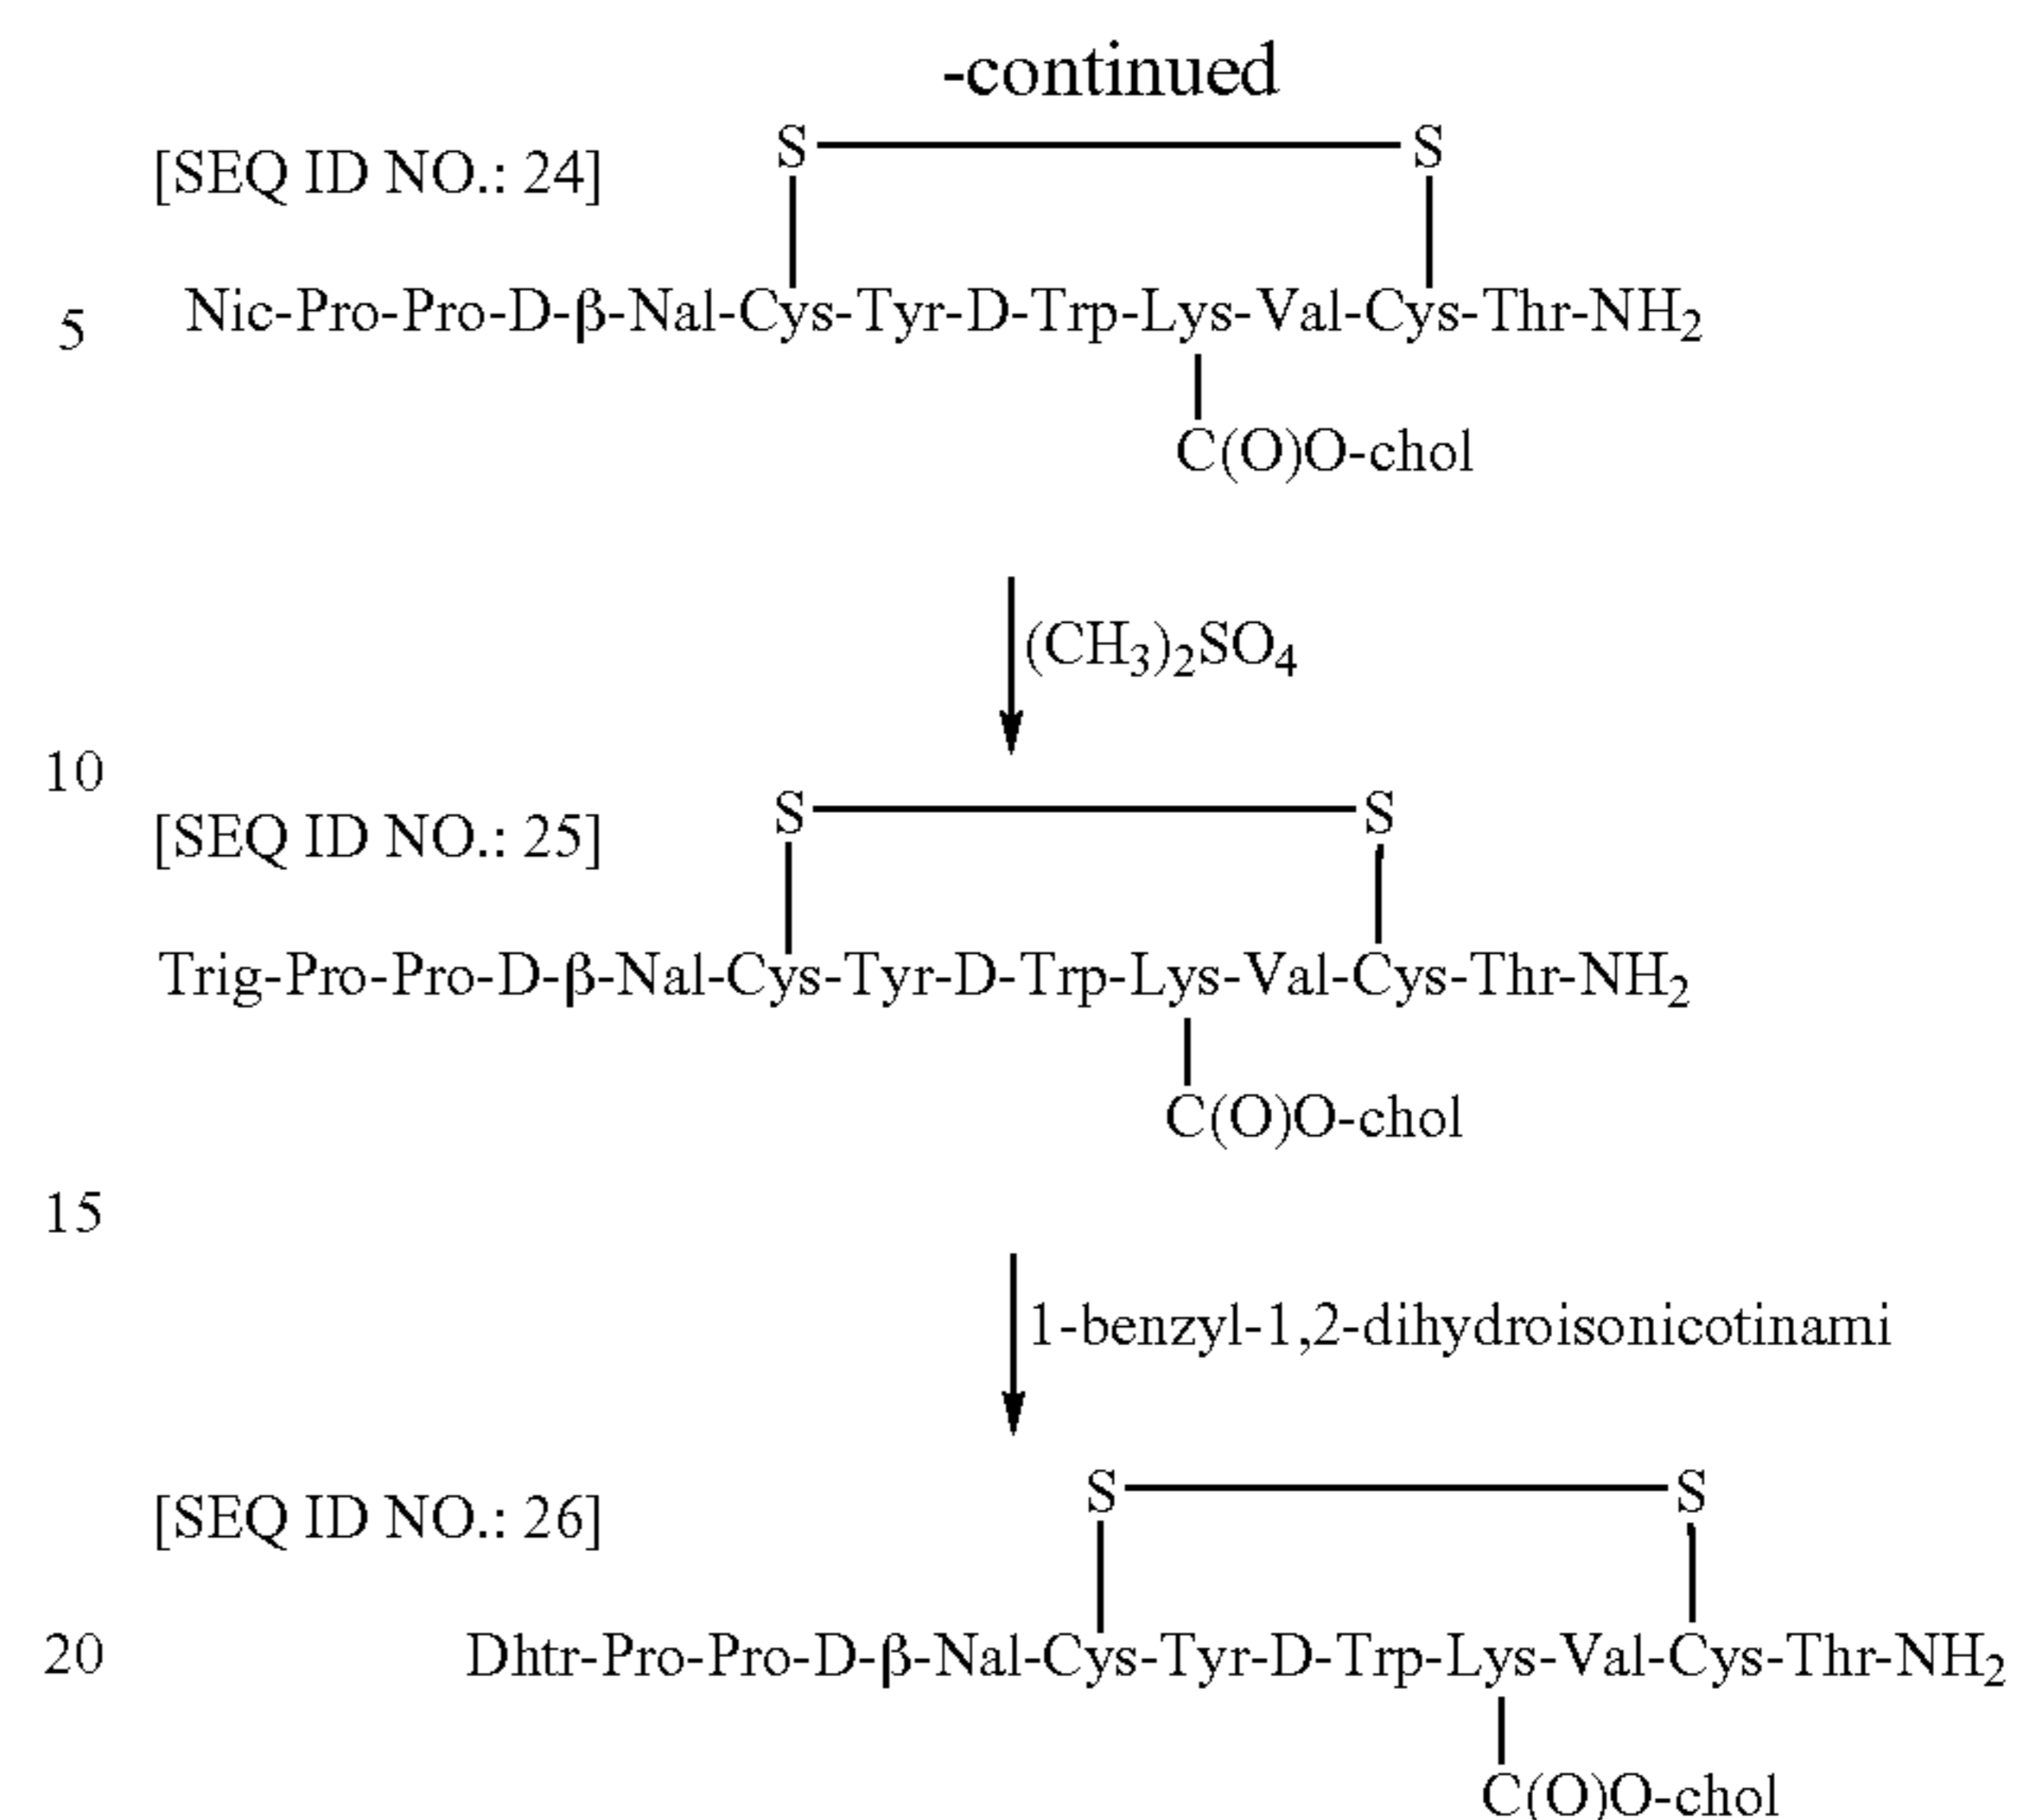 -continued
S S
[SEQ ID NO.: 24]
5 Nic-Pro-Pro-D-β-Nal-Cys-Tyr-D-Trp-Lys-Val-Cys-Thr-NH₂
C(O)O-chol
(CH₃)₂SO₄
10
S S
[SEQ ID NO.: 25]
Trig-Pro-Pro-D-β-Nal-Cys-Tyr-D-Trp-Lys-Val-Cys-Thr-NH₂
C(O)O-chol
15
1-benzyl-1,2-dihydroisonicotinami
S S
[SEQ ID NO.: 26]
20 Dhtr-Pro-Pro-D-β-Nal-Cys-Tyr-D-Trp-Lys-Val-Cys-Thr-NH₂
C(O)O-chol